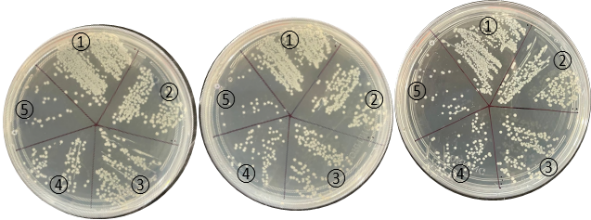 ① ① ①
② ② ②
⑤ ⑤ ⑤
④ ④ ④
③ ③ ③